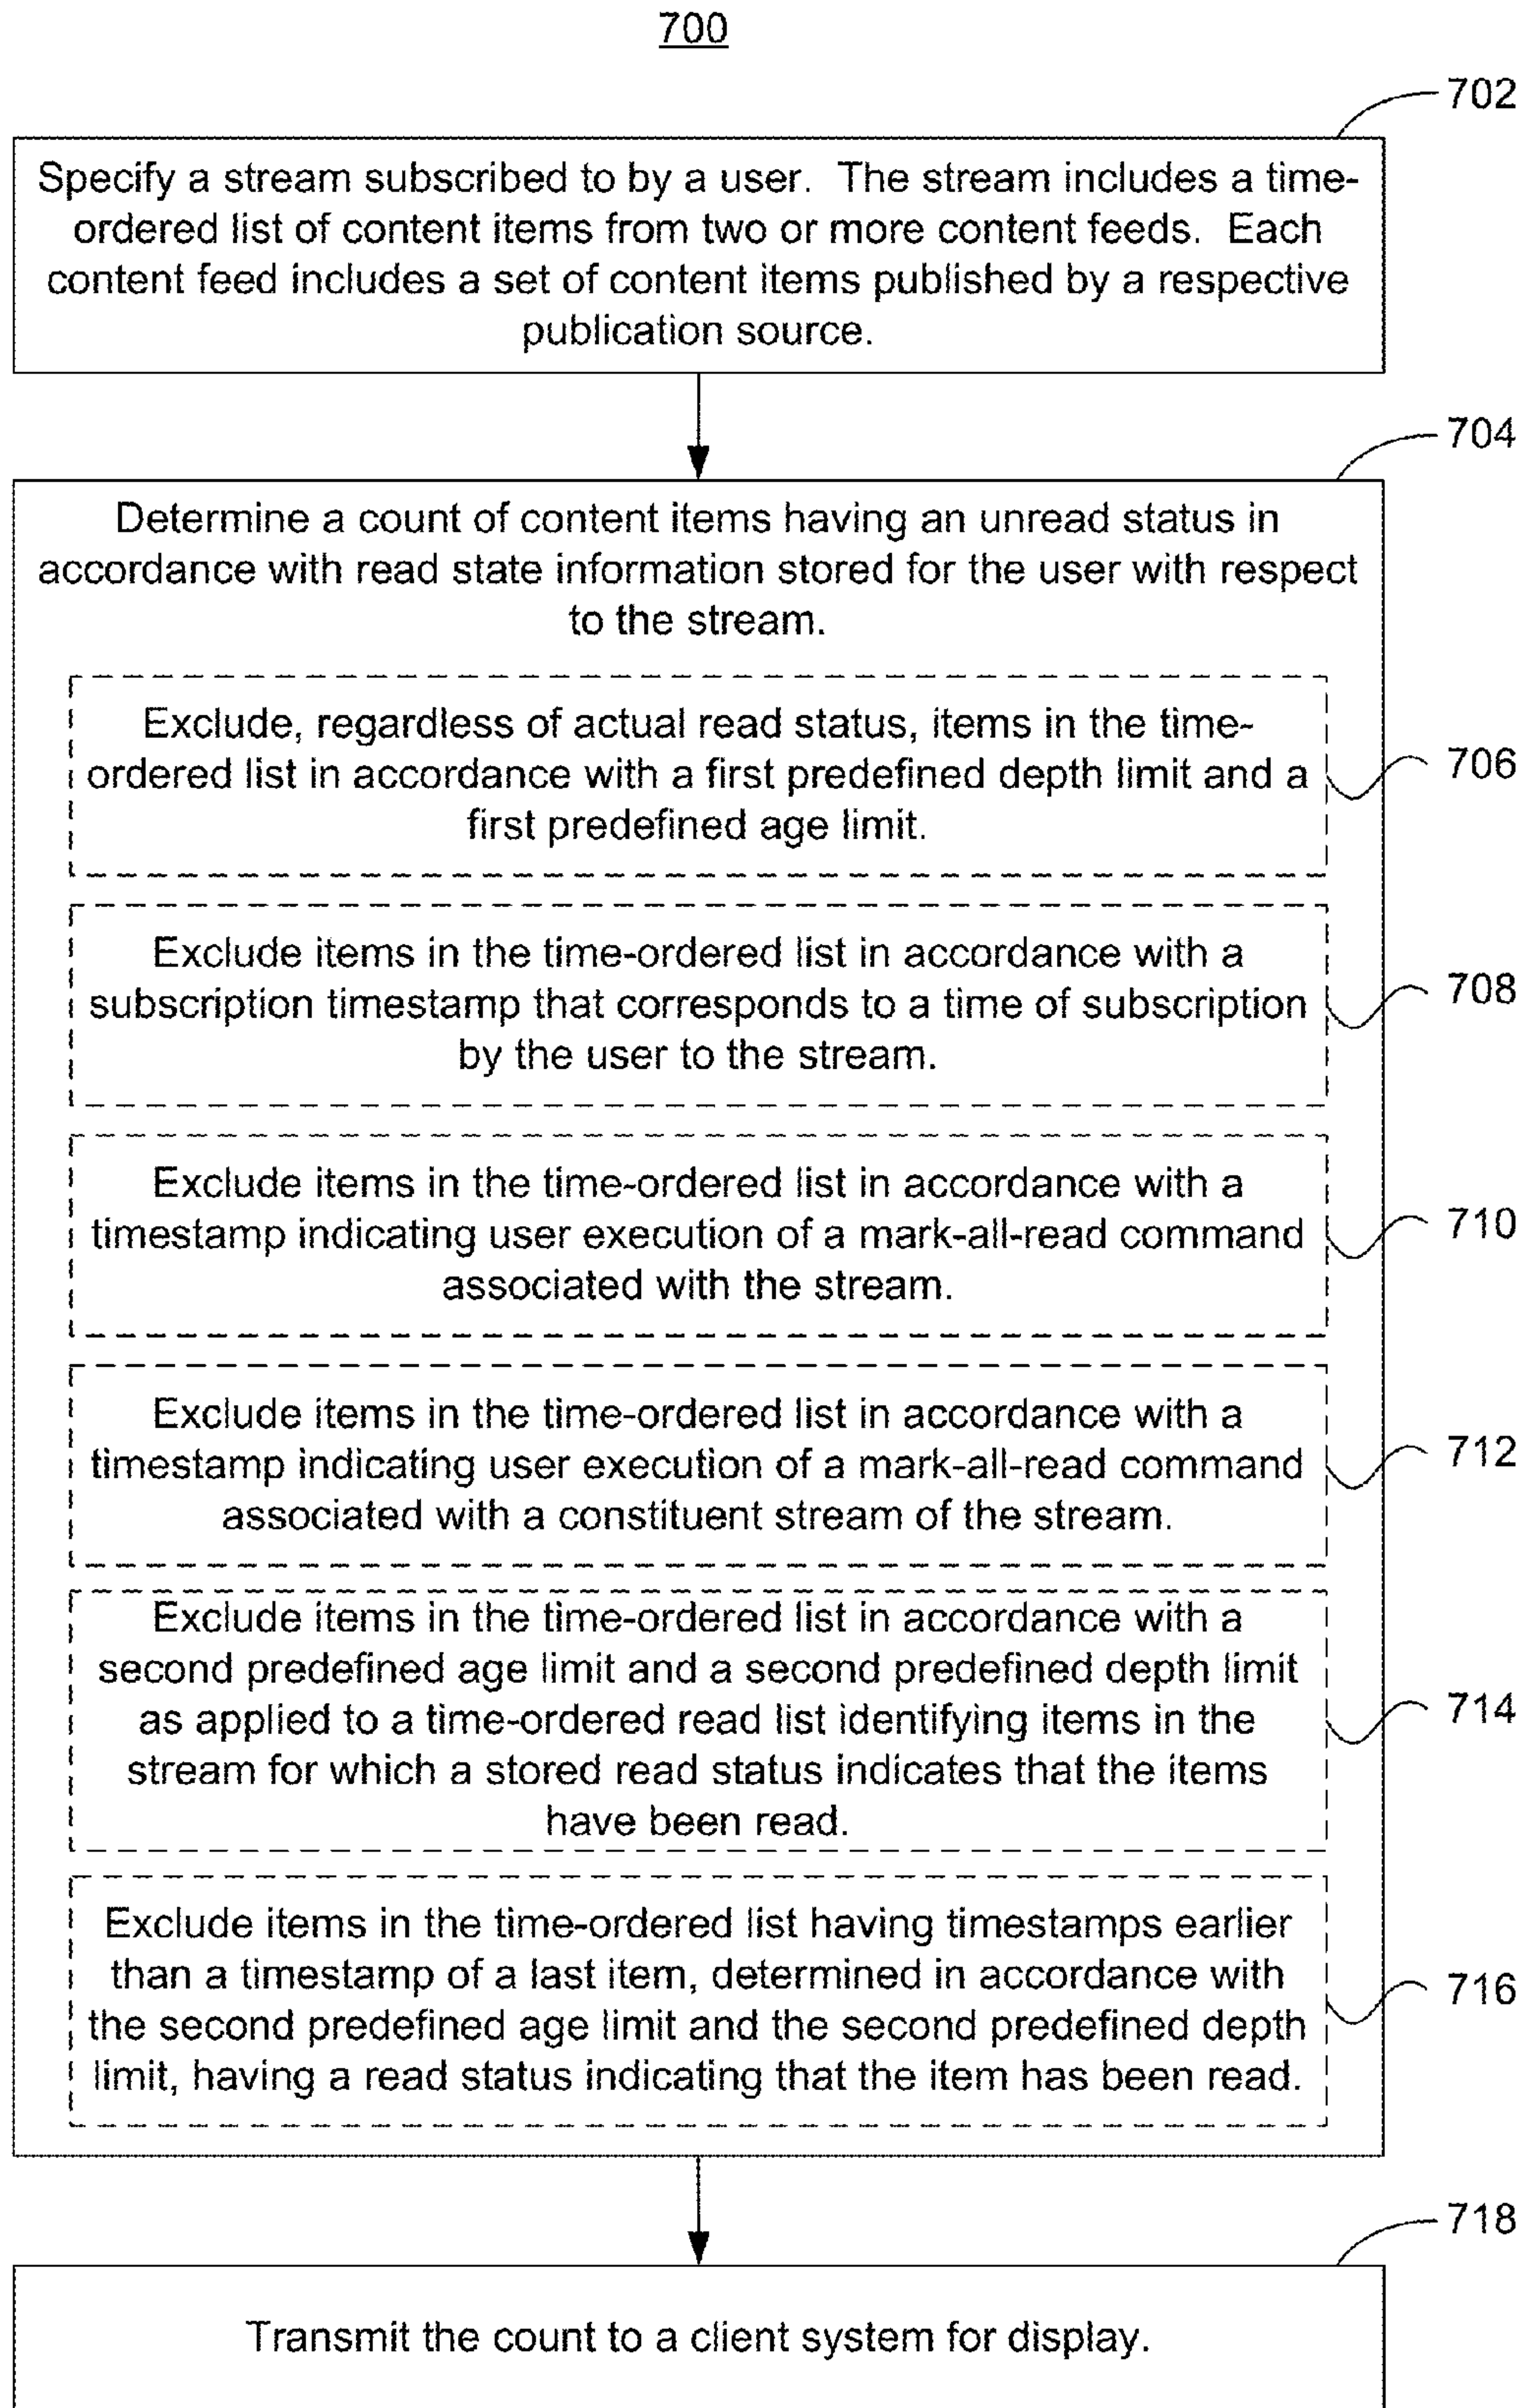 700
702
Specify a stream subscribed to by a user. The stream includes a time-
ordered list of content items from two or more content feeds. Each
content feed includes a set of content items published by a respective
publication source.
704
Determine a count of content items having an unread status in
accordance with read state information stored for the user with respect
to the stream.
Exclude, regardless of actual read status, items in the time-
ordered list in accordance with a first predefined depth limit and a
first predefined age limit.
706
Exclude items in the time-ordered list in accordance with a
subscription timestamp that corresponds to a time of subscription
by the user to the stream.
708
Exclude items in the time-ordered list in accordance with a
timestamp indicating user execution of a mark-all-read command
associated with the stream.
710
Exclude items in the time-ordered list in accordance with a
timestamp indicating user execution of a mark-all-read command
associated with a constituent stream of the stream.
712
Exclude items in the time-ordered list in accordance with a
second predefined age limit and a second predefined depth limit
as applied to a time-ordered read list identifying items in the
stream for which a stored read status indicates that the items
have been read.
714
Exclude items in the time-ordered list having timestamps earlier
than a timestamp of a last item, determined in accordance with
the second predefined age limit and the second predefined depth
limit, having a read status indicating that the item has been read.
716
718
Transmit the count to a client system for display.